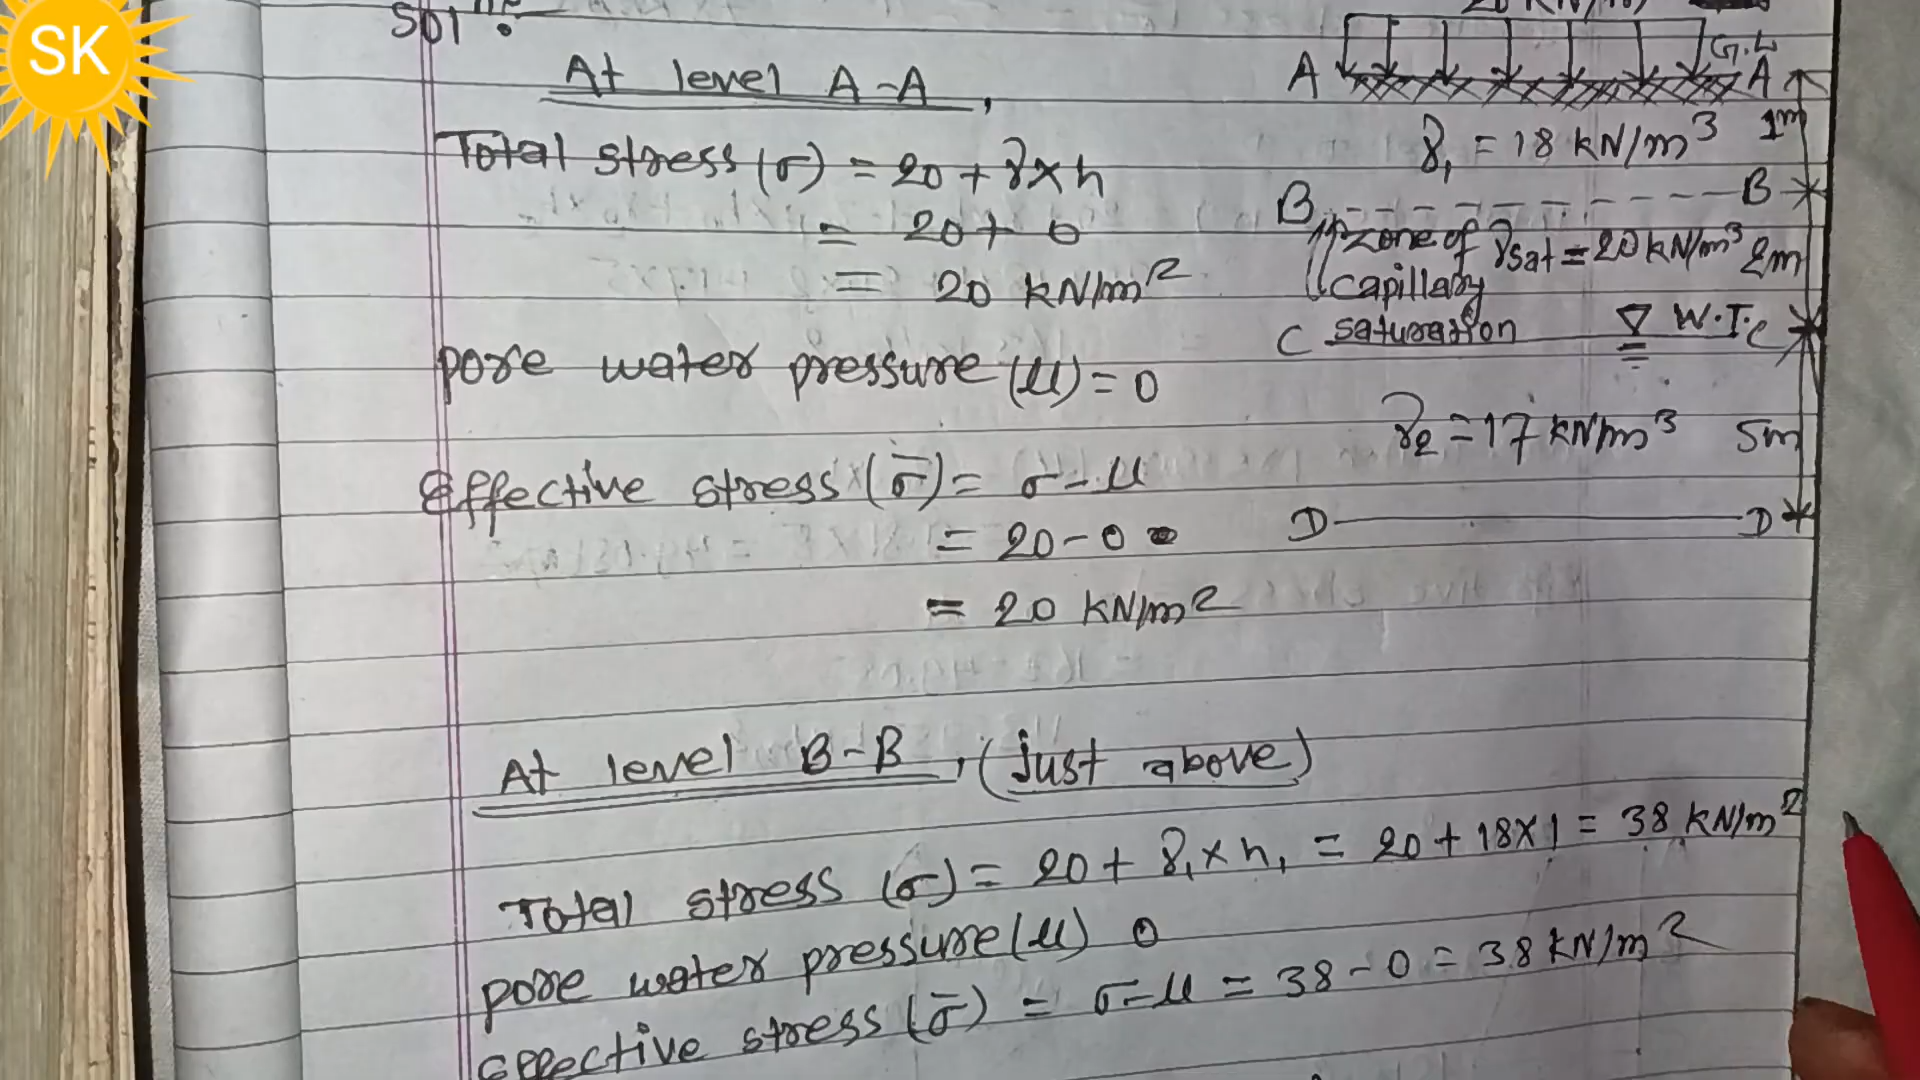 SK
Sol
At level A-A,
Total stress (σ) = 20 + γ x h
= 20 + 0
= 20 kN/m²
pore water pressure (u) = 0
Effective stress (σ̄) = σ - u
= 20 - 0 =
= 20 kN/m²
At level B-B, (Just above)
Total stress (σ) = 20 + γ₁ x h₁ = 20 + 18 X 1 = 38 kN/m²
pore water pressure (u) 0
Effective stress (σ̄) = σ - u = 38 - 0 = 38 kN/m²
20 kN/m²
G.L
A A
γ₁ = 18 kN/m³ 1m
B B
zone of γsat = 20 kN/m³ 2m
capillary
C saturation W.T. C
γ₂ = 17 kN/m³ 5m
D D